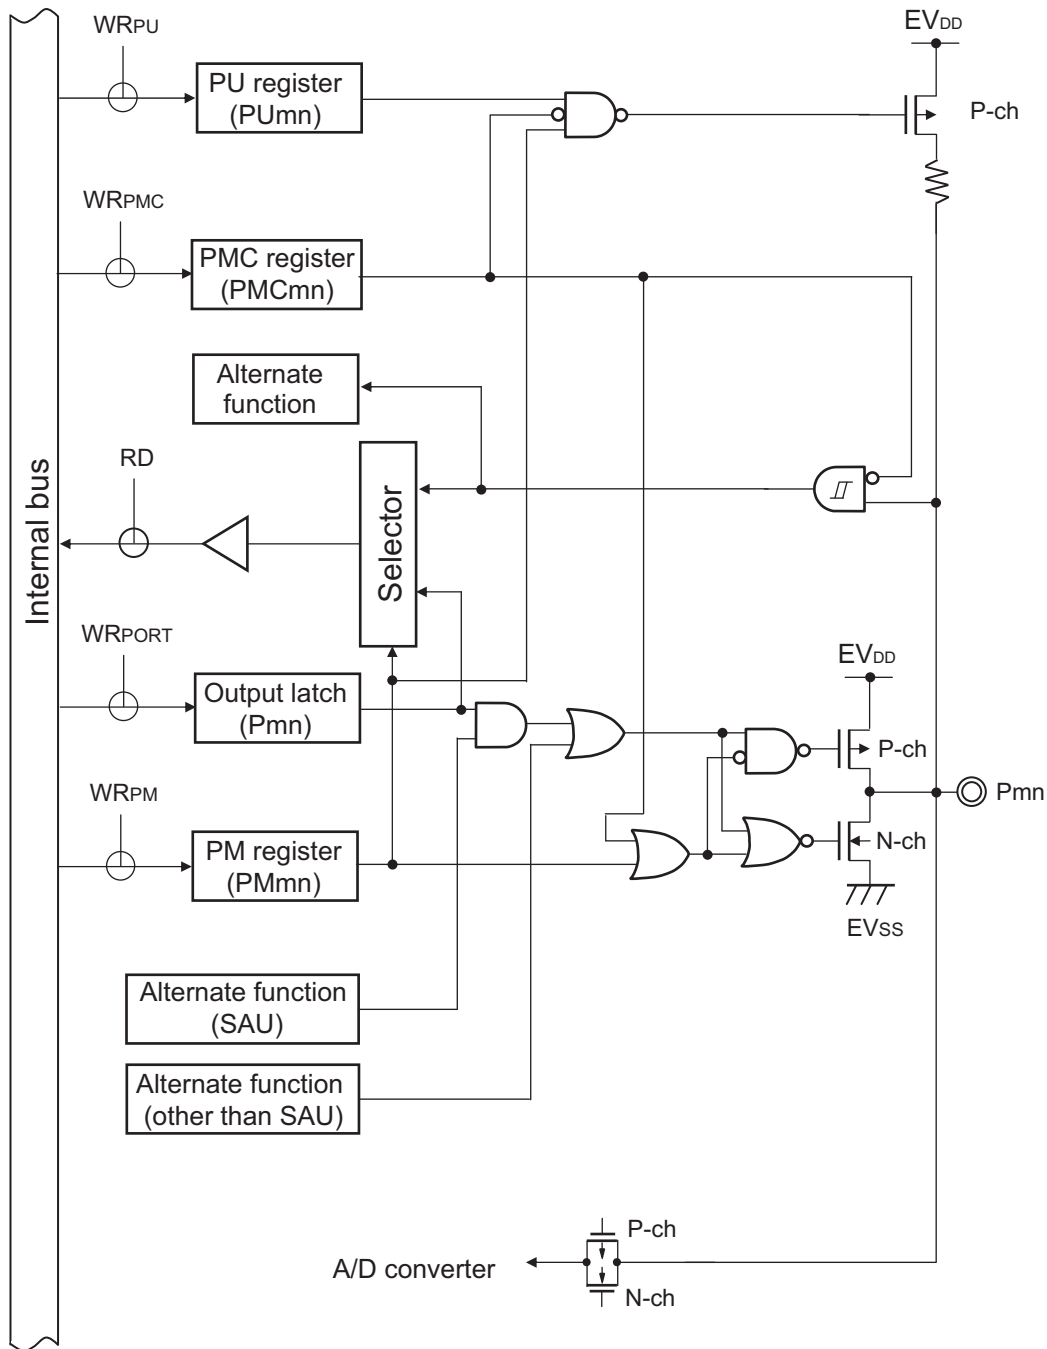 WRPU
EVDD
PU register
(PUmn)
P-ch
WRPMC
PMC register
(PMCmn)
Alternate
function
RD
Internal bus
Selector
WRPORT
EVDD
Output latch
(Pmn)
P-ch
Pmn
WRPM
N-ch
PM register
(PMmn)
EVSS
Alternate function
(SAU)
Alternate function
(other than SAU)
P-ch
A/D converter
N-ch